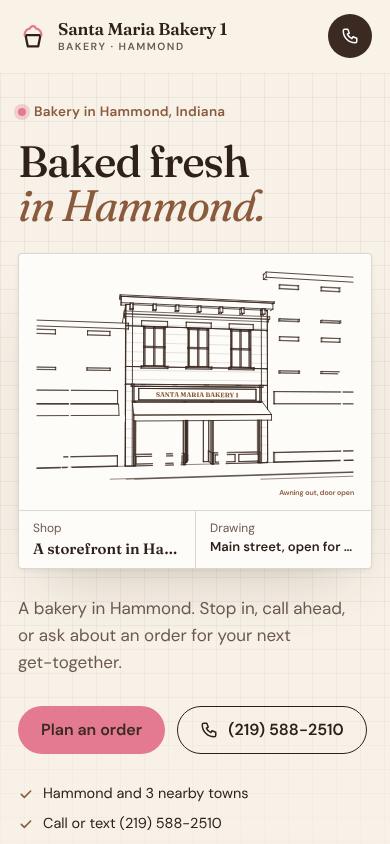 Santa Maria Bakery 1
BAKERY · HAMMOND
Bakery in Hammond, Indiana
Baked fresh
in Hammond.
SANTA MARIA BAKERY 1
Awning out, door open
Shop
A storefront in Ha...
Drawing
Main street, open for ...
A bakery in Hammond. Stop in, call ahead,
or ask about an order for your next
get-together.
Plan an order
(219) 588-2510
Hammond and 3 nearby towns
Call or text (219) 588-2510